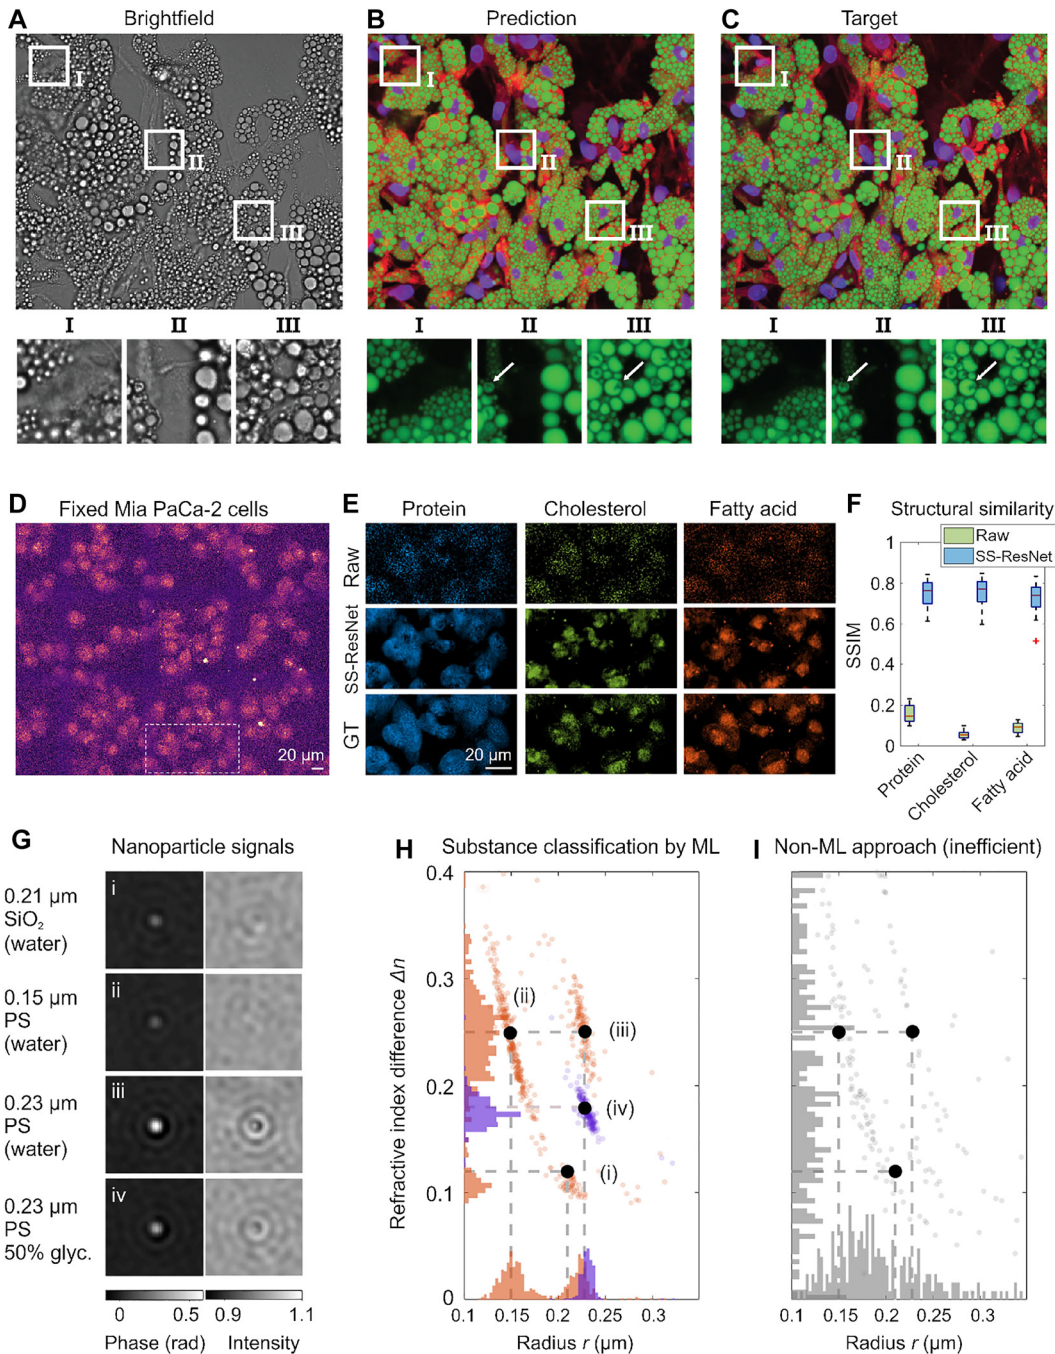 A Brightfield
B Prediction
C Target
I
II
III
I
II
III
I
II
III
I II III
I II III
I II III
D Fixed Mia PaCa-2 cells
20 µm
E Protein Cholesterol Fatty acid
Raw
SS-ResNet
GT
20 µm
F Structural similarity
Raw
SS-ResNet
SSIM
1
0.8
0.6
0.4
0.2
0
Protein
Cholesterol
Fatty acid
G Nanoparticle signals
0.21 µm
SiO₂
(water)
i
0.15 µm
PS
(water)
ii
0.23 µm
PS
(water)
iii
0.23 µm
PS
50% glyc.
iv
0 0.5 0.9 1.1
Phase (rad) Intensity
H Substance classification by ML
Refractive index difference Δn
0.4
0.3
0.2
0.1
0
(ii)
(iii)
(iv)
(i)
0.1 0.15 0.21 0.25 0.3
Radius r (µm)
I Non-ML approach (inefficient)
0.1 0.15 0.21 0.25 0.3
Radius r (µm)